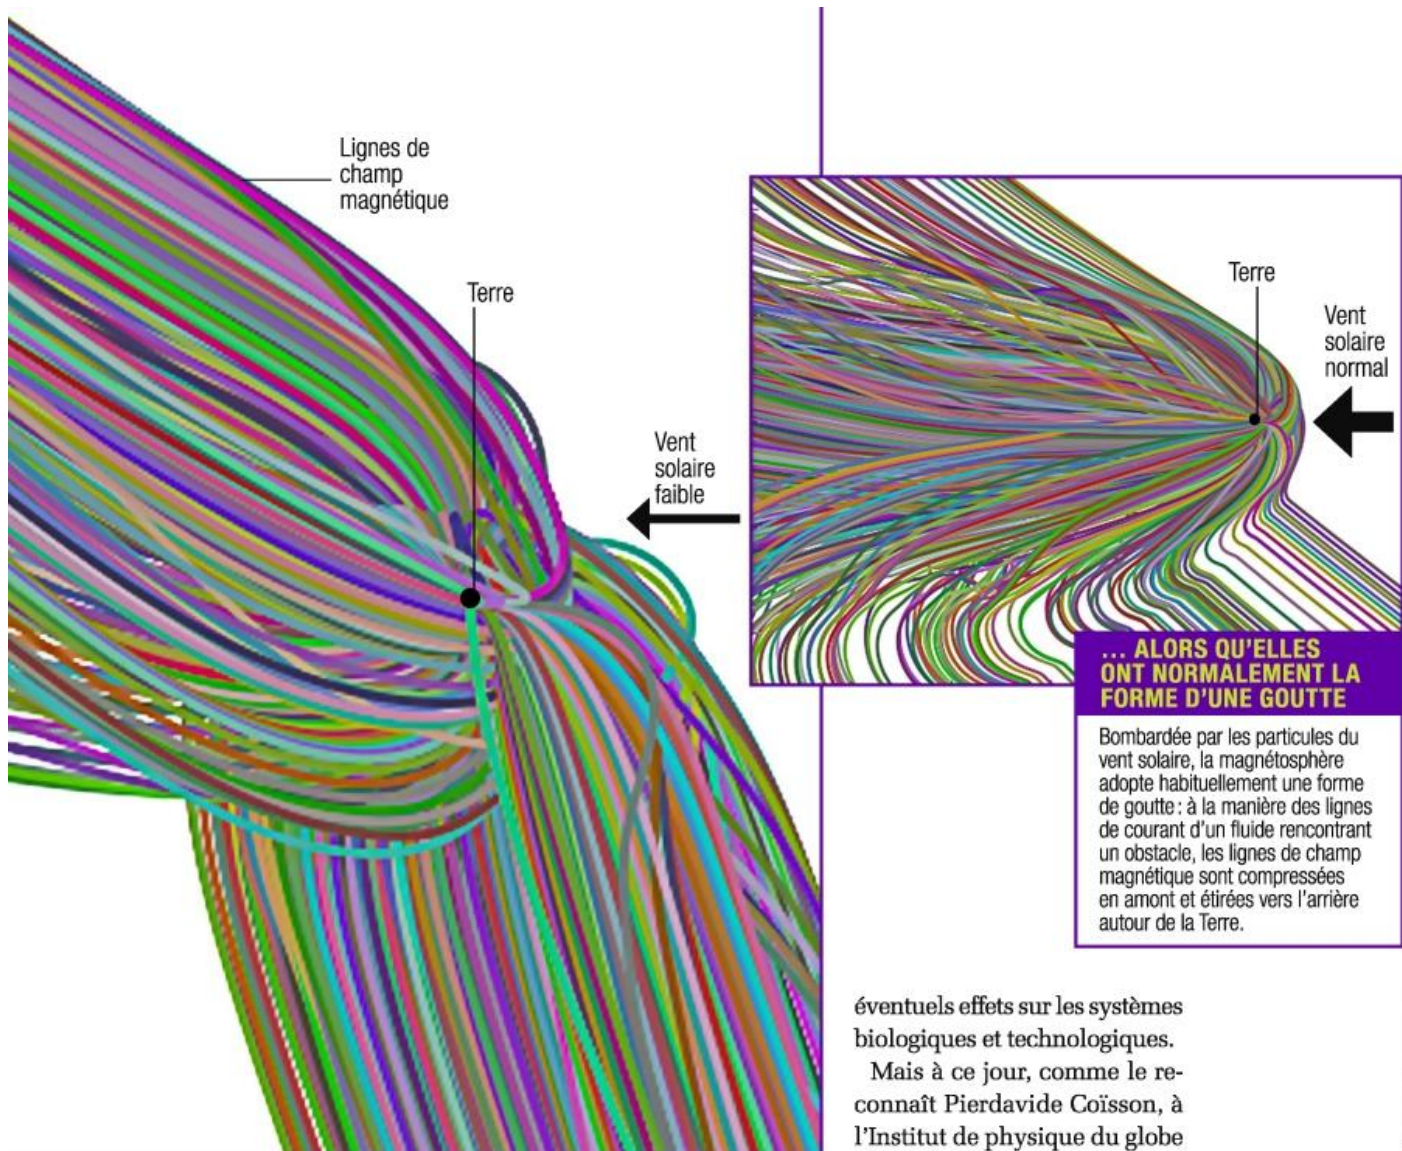 Lignes de
champ
magnétique
Terre
Vent
solaire
faible
Terre
Vent
solaire
normal
... ALORS QU'ELLES
ONT NORMALEMENT LA
FORME D'UNE GOUTTE
Bombardée par les particules du
vent solaire, la magnétosphère
adopte habituellement une forme
de goutte : à la manière des lignes
de courant d'un fluide rencontrant
un obstacle, les lignes de champ
magnétique sont compressées
en amont et étirées vers l'arrière
autour de la Terre.
éventuels effets sur les systèmes
biologiques et technologiques.
Mais à ce jour, comme le re-
connaît Pierdavide Coïsson, à
l'Institut de physique du globe